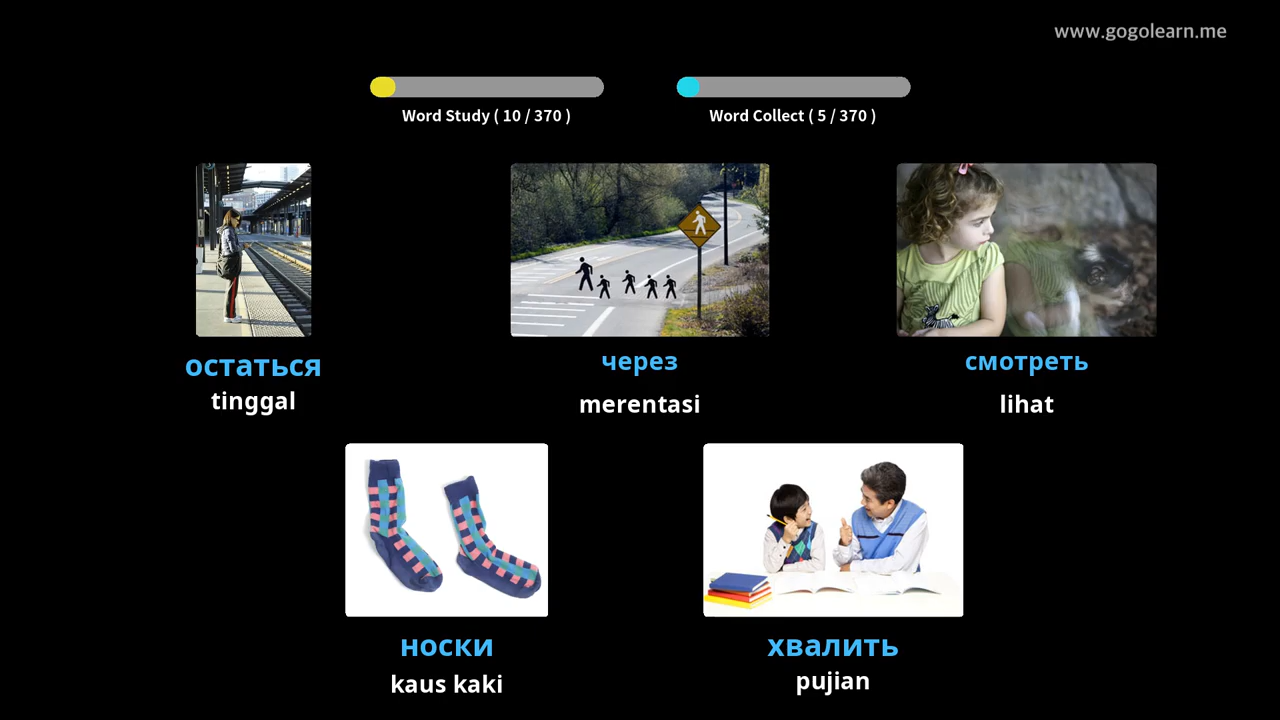 www.gogolearn.me
Word Study ( 10 / 370 )
Word Collect ( 5 / 370 )
остаться
tinggal
через
merentasi
смотреть
lihat
носки
kaus kaki
хвалить
pujian